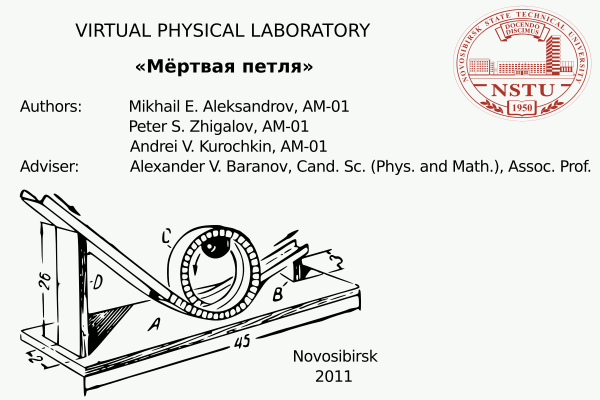 VIRTUAL PHYSICAL LABORATORY
«Мёртвая петля»
Authors: Mikhail E. Aleksandrov, AM-01
Peter S. Zhigalov, AM-01
Andrei V. Kurochkin, AM-01
Adviser: Alexander V. Baranov, Cand. Sc. (Phys. and Math.), Assoc. Prof.
NOVOSIBIRSK STATE TECHNICAL UNIVERSITY
DOCENDO
DISCIMUS
NSTU
1950
C
26
D
3
B
A
45
2
Novosibirsk
2011